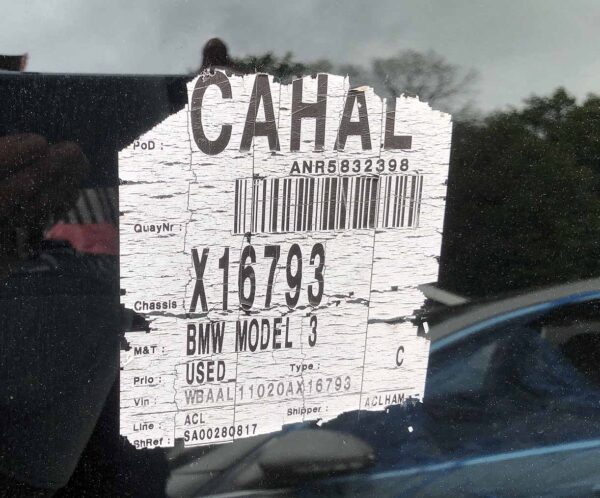 CAHAL
PoD :
ANR5832398
QuayNr :
Chassis X16793
M&T : BMW MODEL 3
Prio : USED_ Type : C
Vin : WBAAL11020AX16793
Line : ACL Shipper : ACLHAM
ShRef : SA00280817